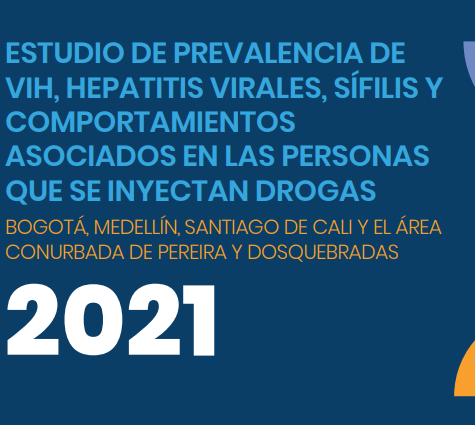 ESTUDIO DE PREVALENCIA DE
VIH, HEPATITIS VIRALES, SÍFILIS Y
COMPORTAMIENTOS
ASOCIADOS EN LAS PERSONAS
QUE SE INYECTAN DROGAS
BOGOTÁ, MEDELLÍN, SANTIAGO DE CALI Y EL ÁREA
CONURBADA DE PEREIRA Y DOSQUEBRADAS
2021